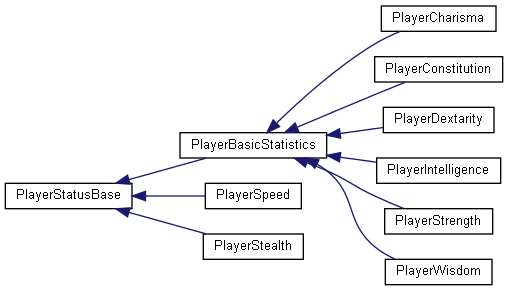 PlayerCharisma
PlayerConstitution
PlayerDextarity
PlayerBasicStatistics
PlayerIntelligence
PlayerStatusBase
PlayerSpeed
PlayerStrength
PlayerStealth
PlayerWisdom